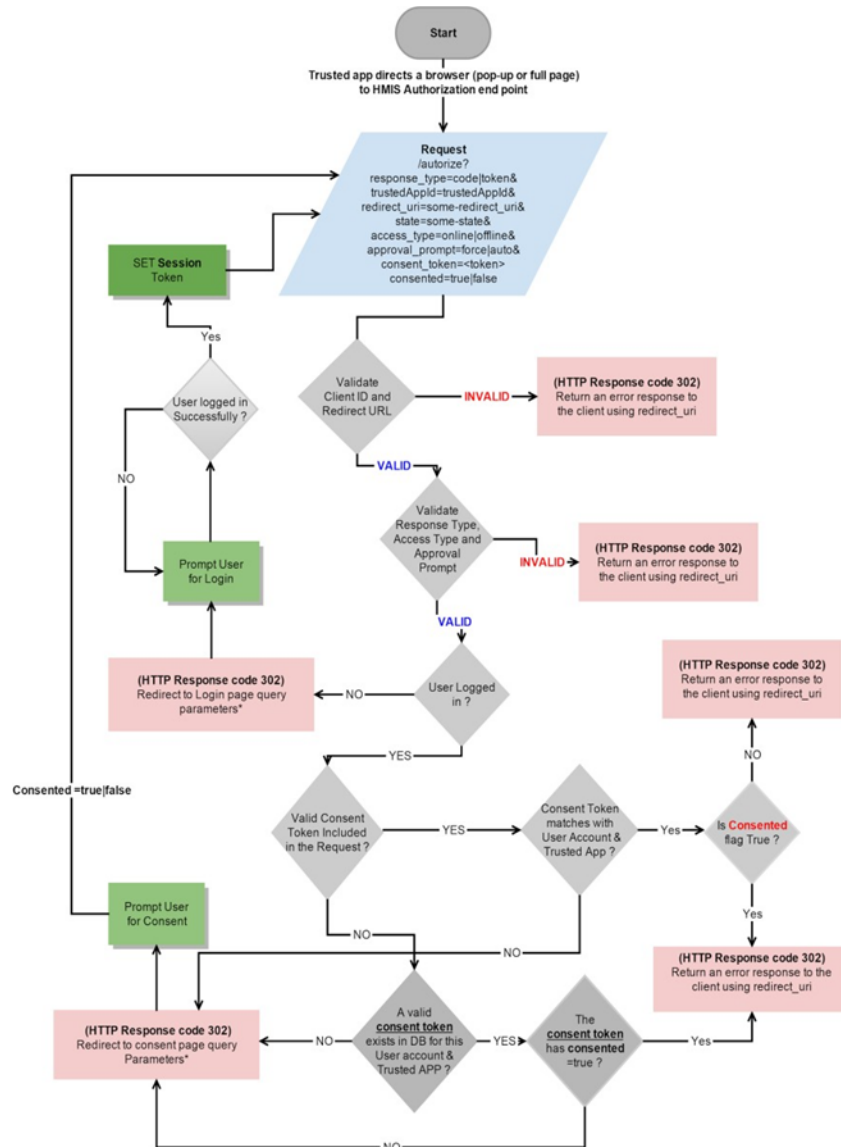 Start
Trusted app directs a browser (pop-up or full page)
to HMIS Authorization end point
Request
/autorize?
response_type=code|token&
trustedAppId=trustedAppId&
redirect_uri=some-redirect_uri&
state=some-state&
access_type=online|offline&
approval_prompt=force|auto&
consent_token=<token>
consented=true|false
SET Session
Token
Yes
User logged in
Successfully ?
NO
Validate
Client ID and
Redirect URL
INVALID
(HTTP Response code 302)
Return an error response to
the client using redirect_uri
VALID
Validate
Response Type,
Access Type and
Approval
Prompt
INVALID
(HTTP Response code 302)
Return an error response to
the client using redirect_uri
Prompt User
for Login
VALID
(HTTP Response code 302)
Redirect to Login page query
parameters*
NO
User Logged
in ?
(HTTP Response code 302)
Return an error response to
the client using redirect_uri
YES
NO
Consented =true|false
Valid Consent
Token Included
in the Request ?
YES
Consent Token
matches with
User Account &
Trusted App ?
Yes
Is Consented
flag True ?
Prompt User
for Consent
NO
NO
Yes
(HTTP Response code 302)
Return an error response to the
client using redirect_uri
(HTTP Response code 302)
Redirect to consent page query
Parameters*
NO
A valid
consent token
exists in DB for this
User account &
Trusted APP ?
YES
The
consent token
has consented
=true ?
Yes
NO